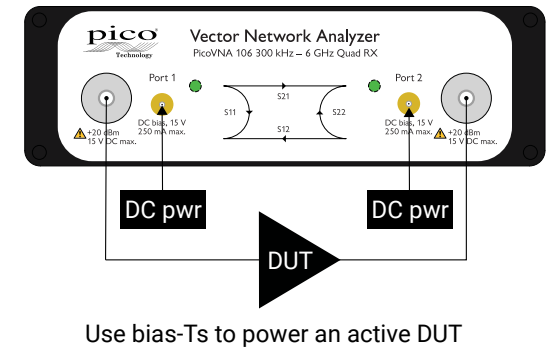 pico
Technology
Vector Network Analyzer
PicoVNA 106 300 kHz – 6 GHz Quad RX
Port 1
Port 2
S21
S11
S22
S12
DC bias, 15 V
250 mA max.
+20 dBm
15 V DC max.
DC bias, 15 V
250 mA max.
+20 dBm
15 V DC max.
DC pwr
DC pwr
DUT
Use bias-Ts to power an active DUT